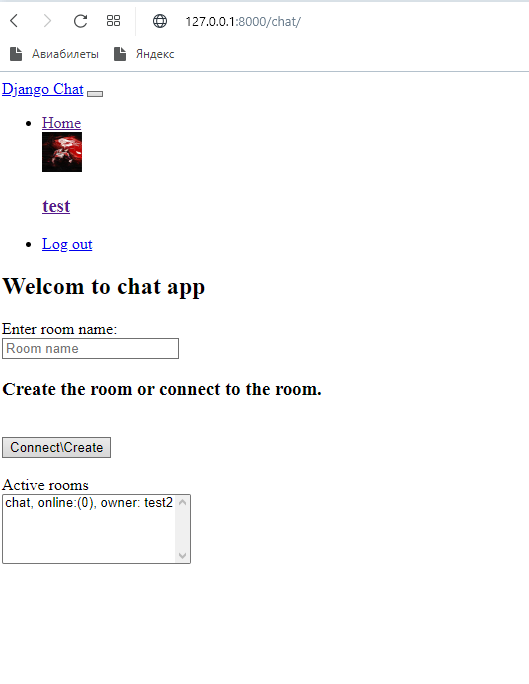 127.0.0.1:8000/chat/
Авиабилеты Яндекс
Django Chat
Home
test
Log out
Welcom to chat app
Enter room name:
Room name
Create the room or connect to the room.
Connect\Create
Active rooms
chat, online:(0), owner: test2